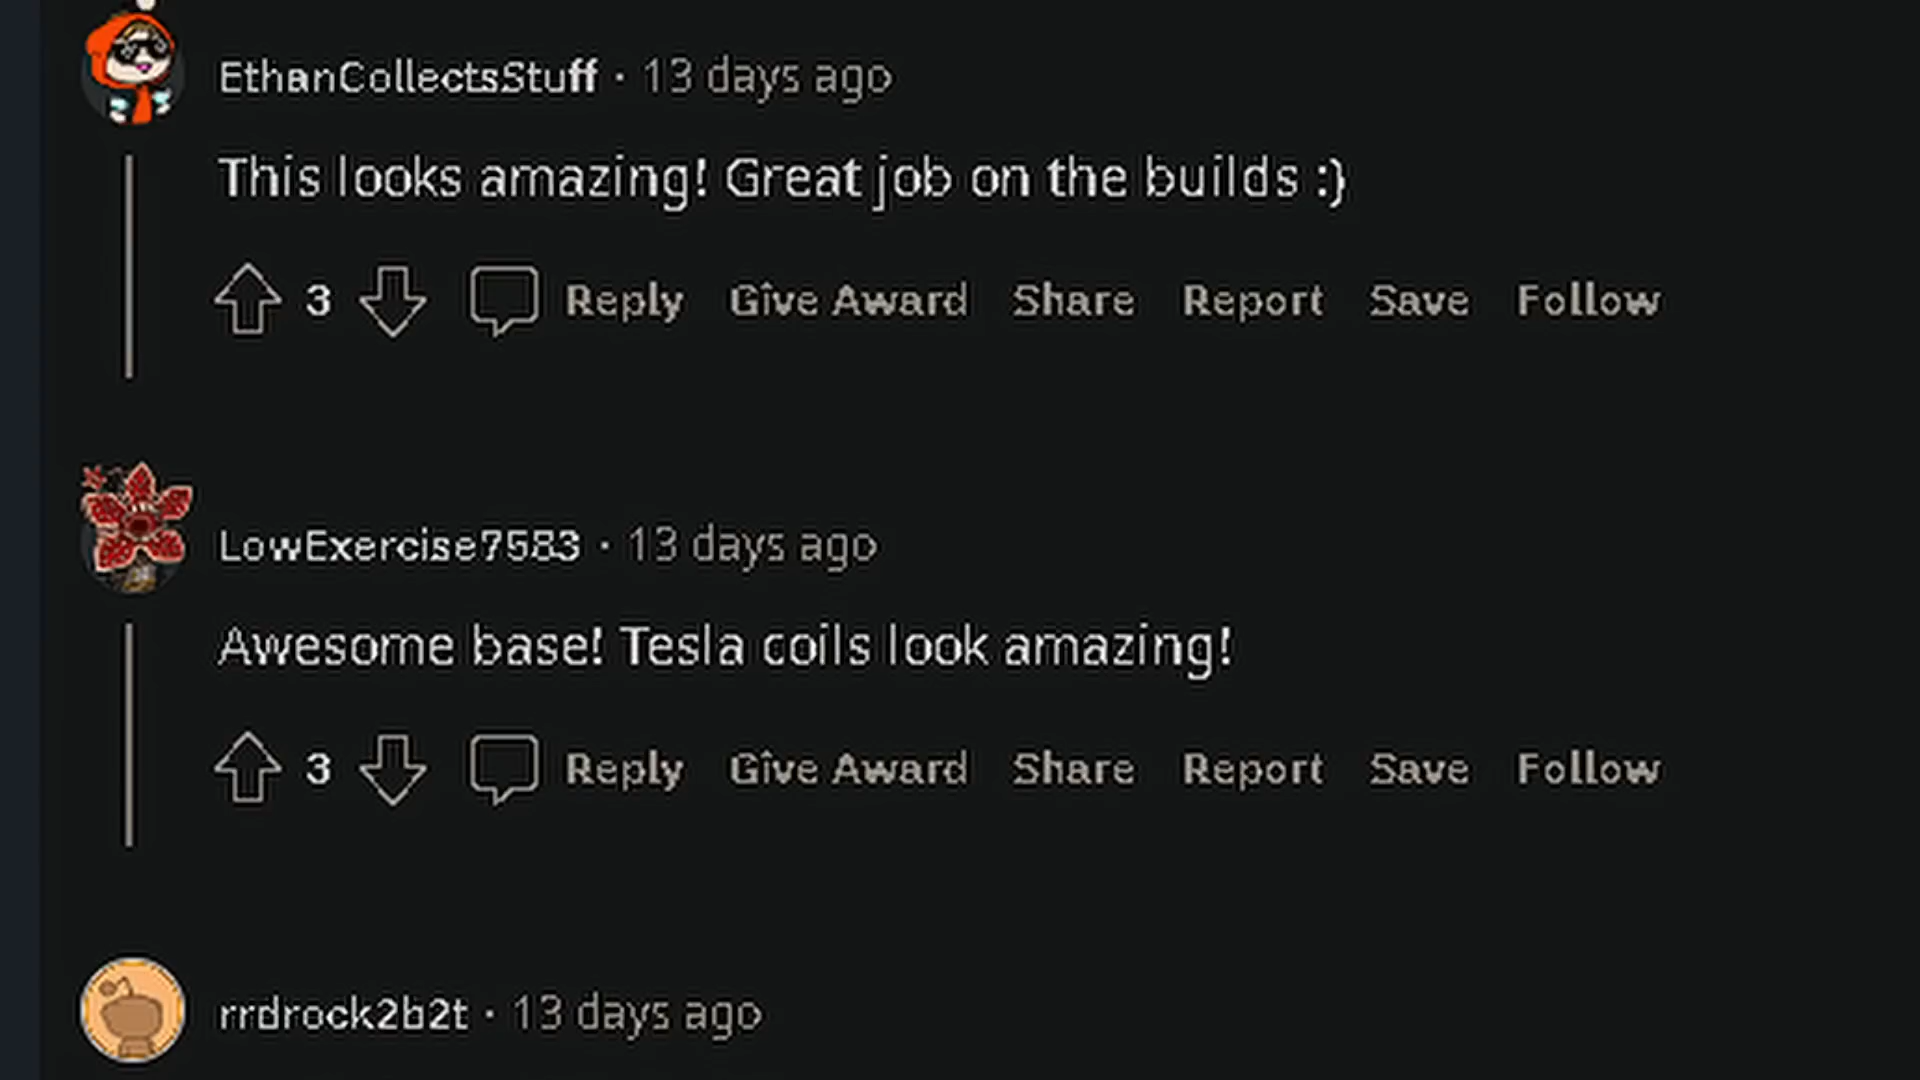 EthanCollectsStuff · 13 days ago
This looks amazing! Great job on the builds :}
3 Reply Give Award Share Report Save Follow
LowExercise7583 · 13 days ago
Awesome base! Tesla coils look amazing!
3 Reply Give Award Share Report Save Follow
rrdrock2b2t · 13 days ago